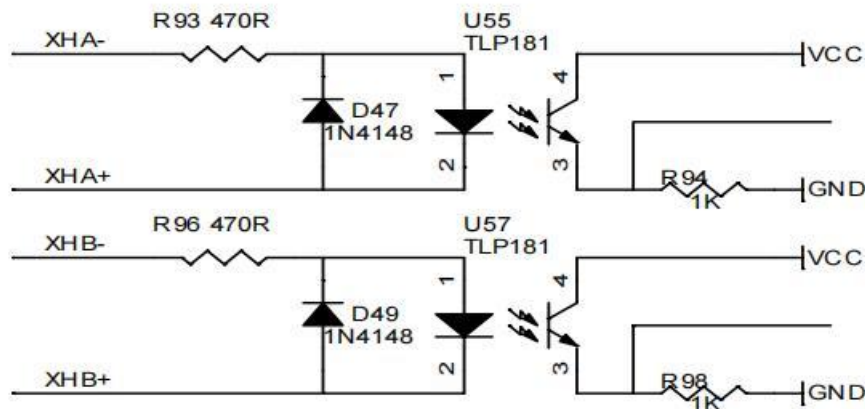 R93 470R
U55
TLP181
XHA-
1
4
VCC
D47
1N4148
2
3
R94
1K
GND
XHA+
R96 470R
U57
TLP181
XHB-
1
4
VCC
D49
1N4148
2
3
R98
1K
GND
XHB+